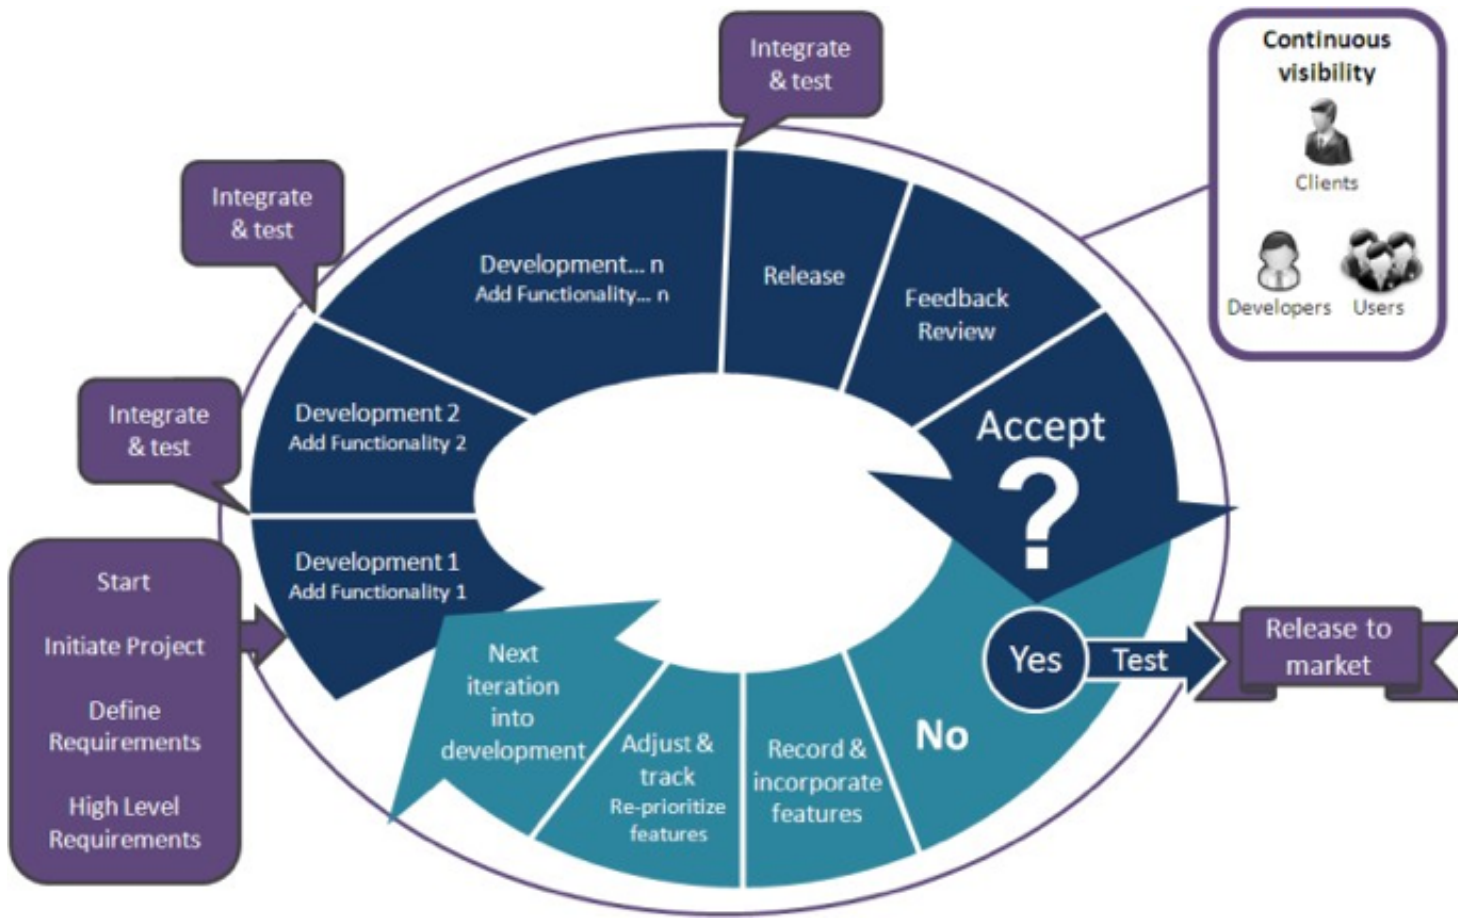 Integrate
& test
Continuous
visibility
Clients
Developers
Users
Integrate
& test
Integrate
& test
Development... n
Add Functionality... n
Release
Feedback
Review
Development 2
Add Functionality 2
Accept
?
Development 1
Add Functionality 1
Start
Initiate Project
Define
Requirements
High Level
Requirements
Yes
Test
Release to
market
No
Record &
incorporate
features
Adjust &
track
Re-prioritize
features
Next
iteration
into
development